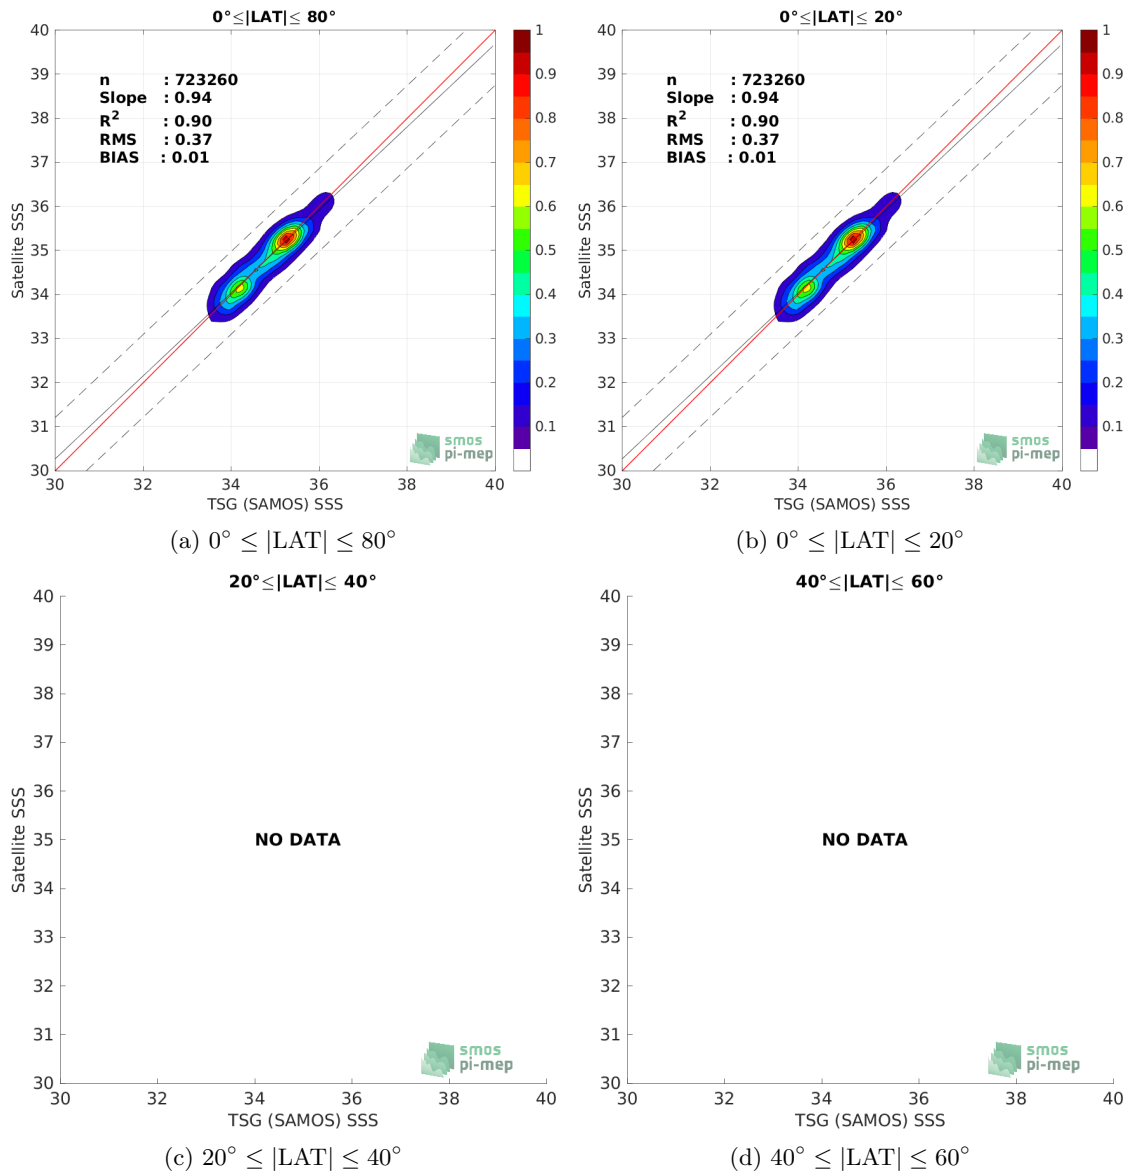 0°≤|LAT|≤ 80°
40
39
38
37
36
35
34
33
32
31
30
Satellite SSS
n : 723260
Slope : 0.94
R² : 0.90
RMS : 0.37
BIAS : 0.01
smos
pi-mep
30 32 34 36 38 40
TSG (SAMOS) SSS
1
0.9
0.8
0.7
0.6
0.5
0.4
0.3
0.2
0.1
(a) 0° ≤ |LAT| ≤ 80°
0°≤|LAT|≤ 20°
40
39
38
37
36
35
34
33
32
31
30
Satellite SSS
n : 723260
Slope : 0.94
R² : 0.90
RMS : 0.37
BIAS : 0.01
smos
pi-mep
30 32 34 36 38 40
TSG (SAMOS) SSS
1
0.9
0.8
0.7
0.6
0.5
0.4
0.3
0.2
0.1
(b) 0° ≤ |LAT| ≤ 20°
20°≤|LAT|≤ 40°
40
39
38
37
36
35
34
33
32
31
30
Satellite SSS
NO DATA
smos
pi-mep
30 32 34 36 38 40
TSG (SAMOS) SSS
(c) 20° ≤ |LAT| ≤ 40°
40°≤|LAT|≤ 60°
40
39
38
37
36
35
34
33
32
31
30
Satellite SSS
NO DATA
smos
pi-mep
30 32 34 36 38 40
TSG (SAMOS) SSS
(d) 40° ≤ |LAT| ≤ 60°